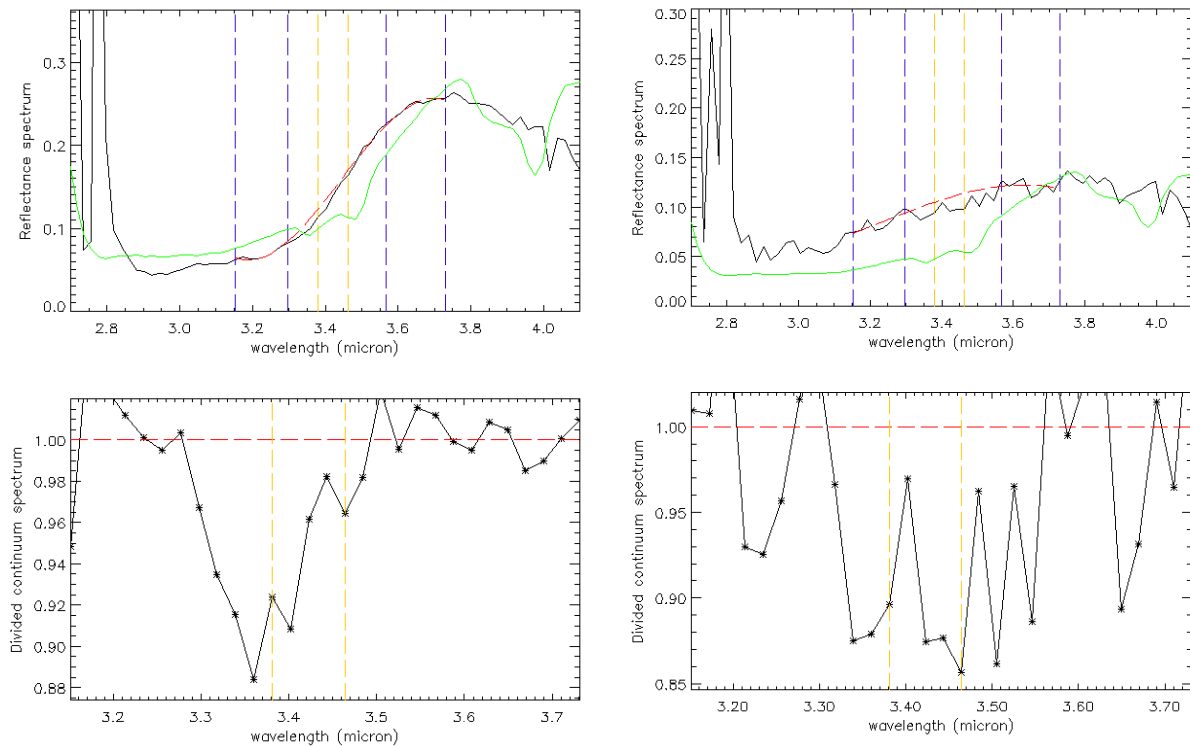 Reflectance spectrum
0.3
0.2
0.1
0.0
2.8 3.0 3.2 3.4 3.6 3.8 4.0
wavelength (micron)
Reflectance spectrum
0.30
0.25
0.20
0.15
0.10
0.05
0.00
2.8 3.0 3.2 3.4 3.6 3.8 4.0
wavelength (micron)
Divided continuum spectrum
1.00
0.98
0.96
0.94
0.92
0.90
0.88
3.2 3.3 3.4 3.5 3.6 3.7
wavelength (micron)
Divided continuum spectrum
1.00
0.95
0.90
0.85
3.20 3.30 3.40 3.50 3.60 3.70
wavelength (micron)